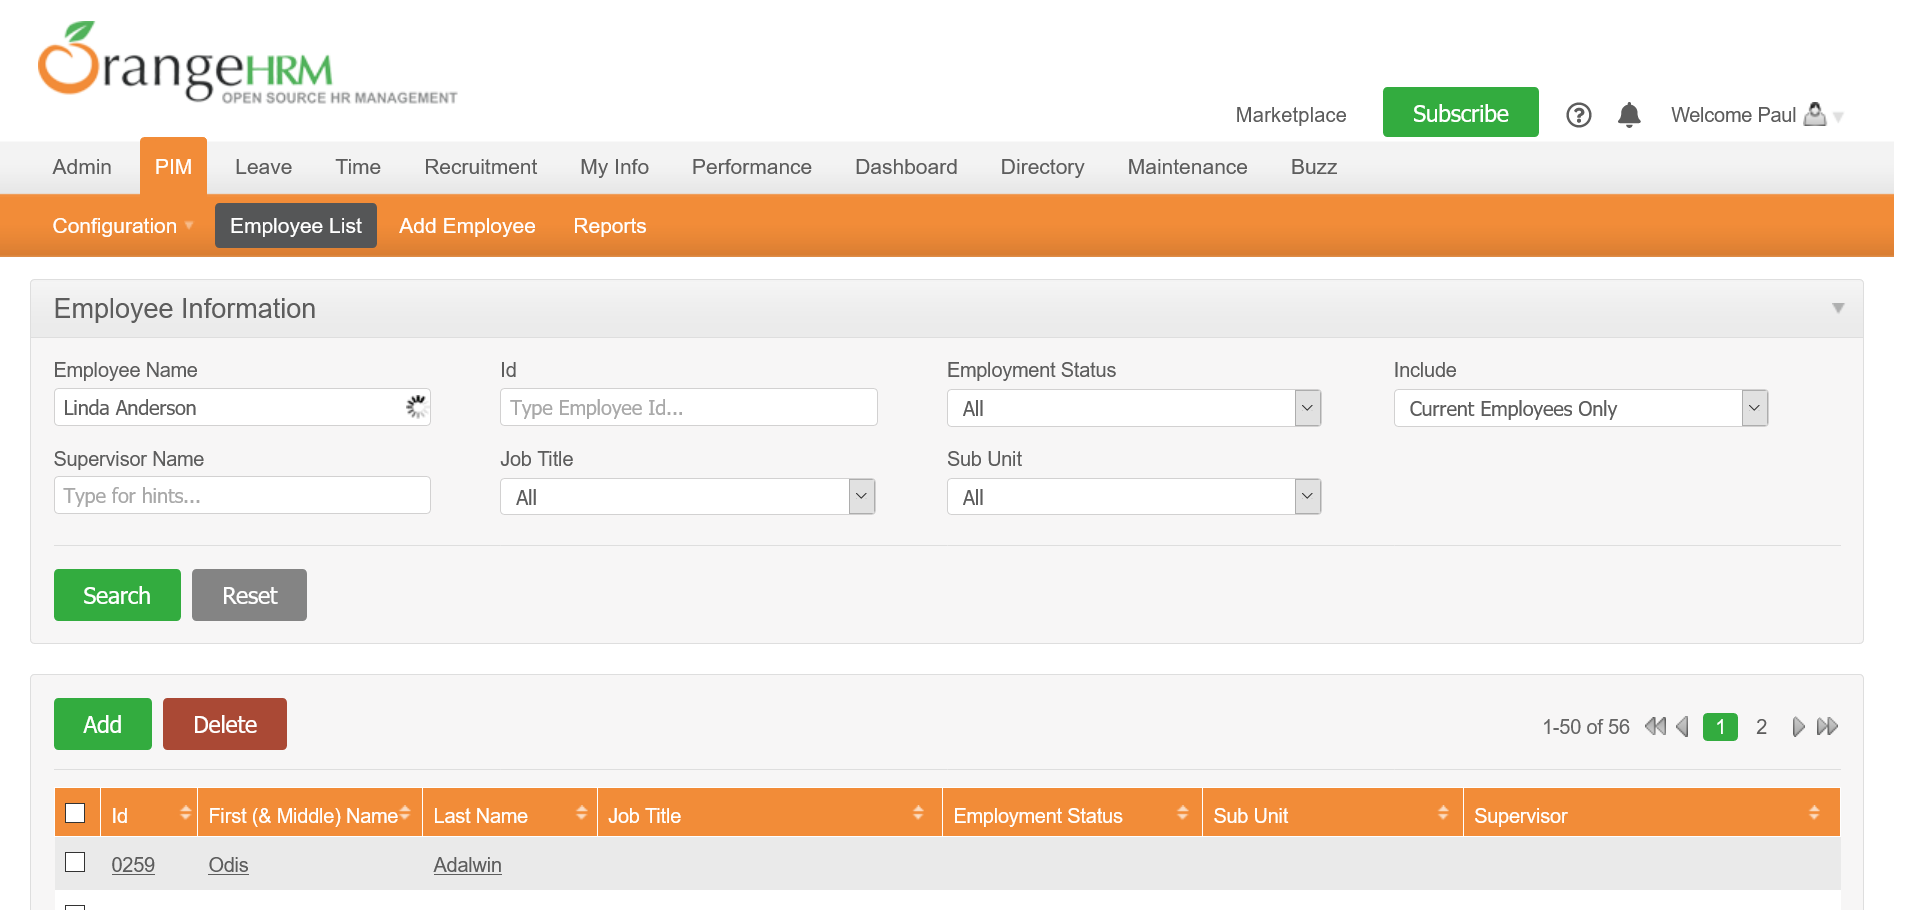 OrangeHRM
OPEN SOURCE HR MANAGEMENT
Marketplace
Subscribe
?
Welcome Paul
Admin
PIM
Leave
Time
Recruitment
My Info
Performance
Dashboard
Directory
Maintenance
Buzz
Configuration
Employee List
Add Employee
Reports
Employee Information
Employee Name
Id
Employment Status
Include
Linda Anderson
Type Employee Id...
All
Current Employees Only
Supervisor Name
Job Title
Sub Unit
Type for hints...
All
All
Search
Reset
Add
Delete
1-50 of 56
1
2
Id
First (& Middle) Name
Last Name
Job Title
Employment Status
Sub Unit
Supervisor
0259
Odis
Adalwin